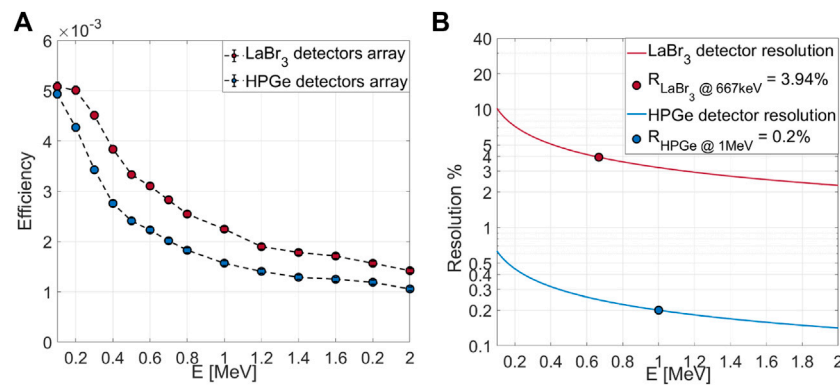 A
×10⁻³
6
5
4
3
2
1
0
Efficiency
LaBr₃ detectors array
HPGe detectors array
0.2 0.4 0.6 0.8 1 1.2 1.4 1.6 0.2 2
E [MeV]
B
40
20
10
5
4
3
2
1
0.5
0.4
0.3
0.2
0.1
Resolution %
LaBr₃ detector resolution
R LaBr₃ @ 667keV = 3.94%
HPGe detector resolution
R HPGe @ 1MeV = 0.2%
0.2 0.4 0.6 0.8 1 1.2 1.4 1.6 1.8 2
E [MeV]